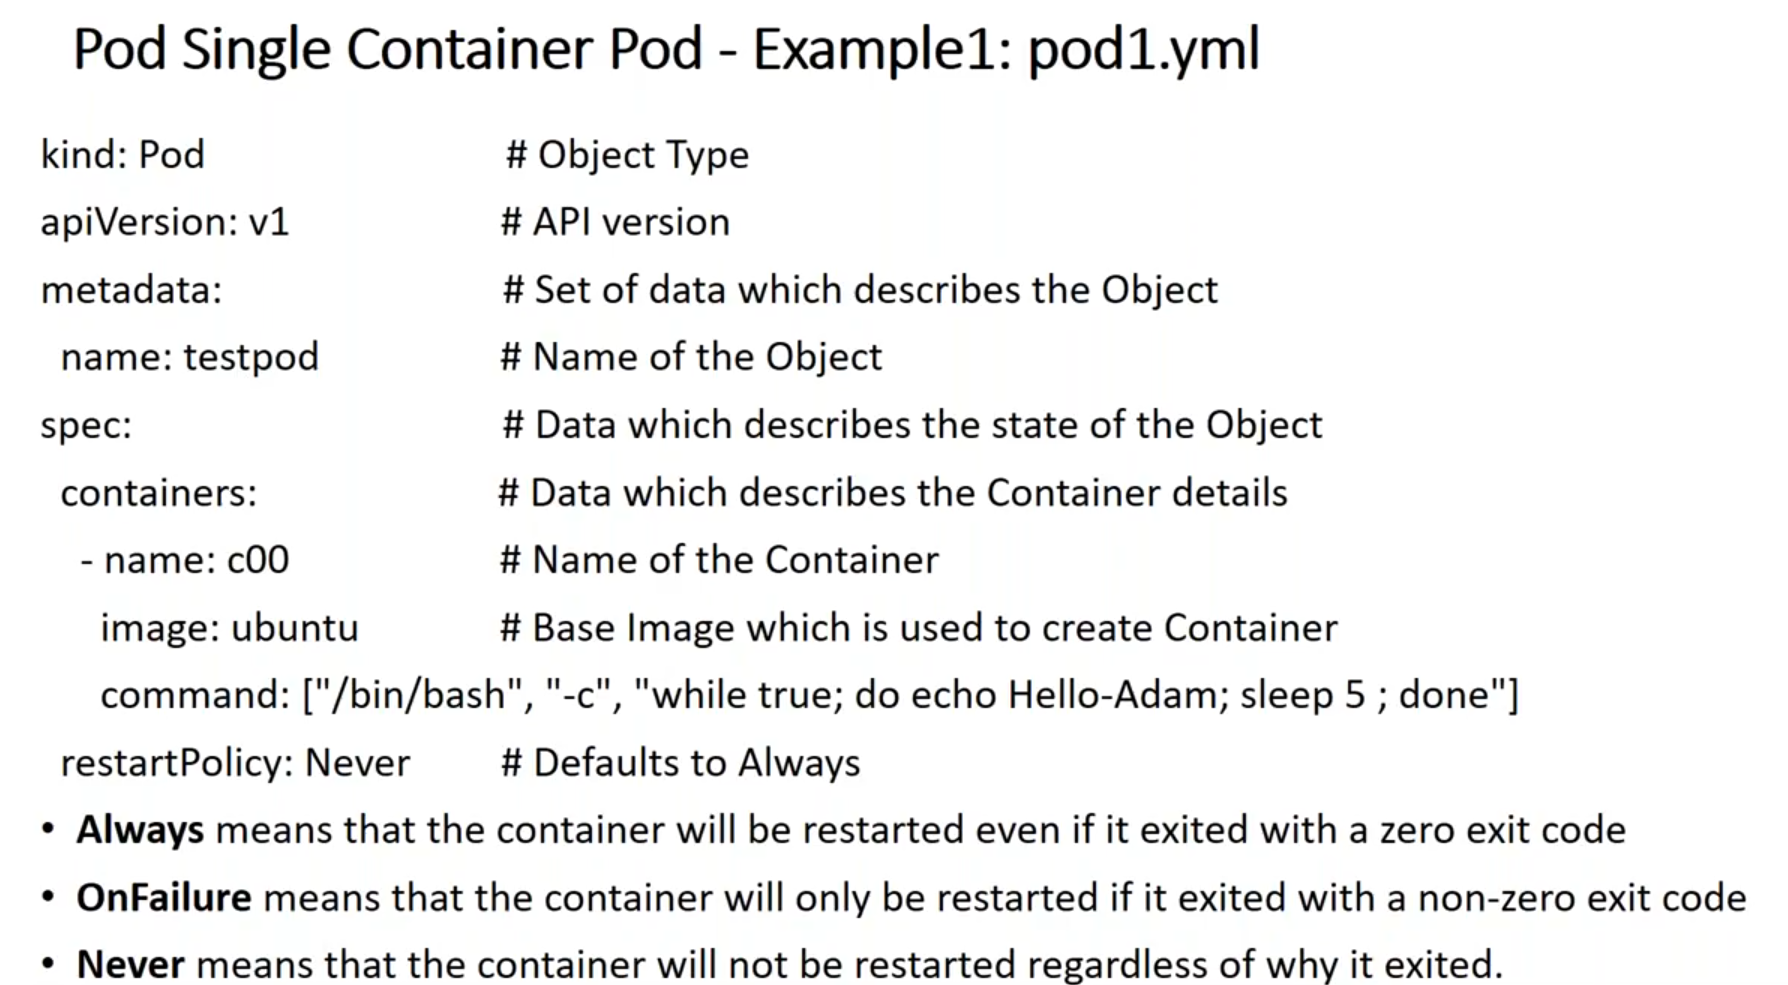 Pod Single Container Pod - Example1: pod1.yml
kind: Pod # Object Type
apiVersion: v1 # API version
metadata: # Set of data which describes the Object
name: testpod # Name of the Object
spec: # Data which describes the state of the Object
containers: # Data which describes the Container details
- name: c00 # Name of the Container
image: ubuntu # Base Image which is used to create Container
command: ["/bin/bash", "-c", "while true; do echo Hello-Adam; sleep 5 ; done"]
restartPolicy: Never # Defaults to Always
• Always means that the container will be restarted even if it exited with a zero exit code
• OnFailure means that the container will only be restarted if it exited with a non-zero exit code
• Never means that the container will not be restarted regardless of why it exited.